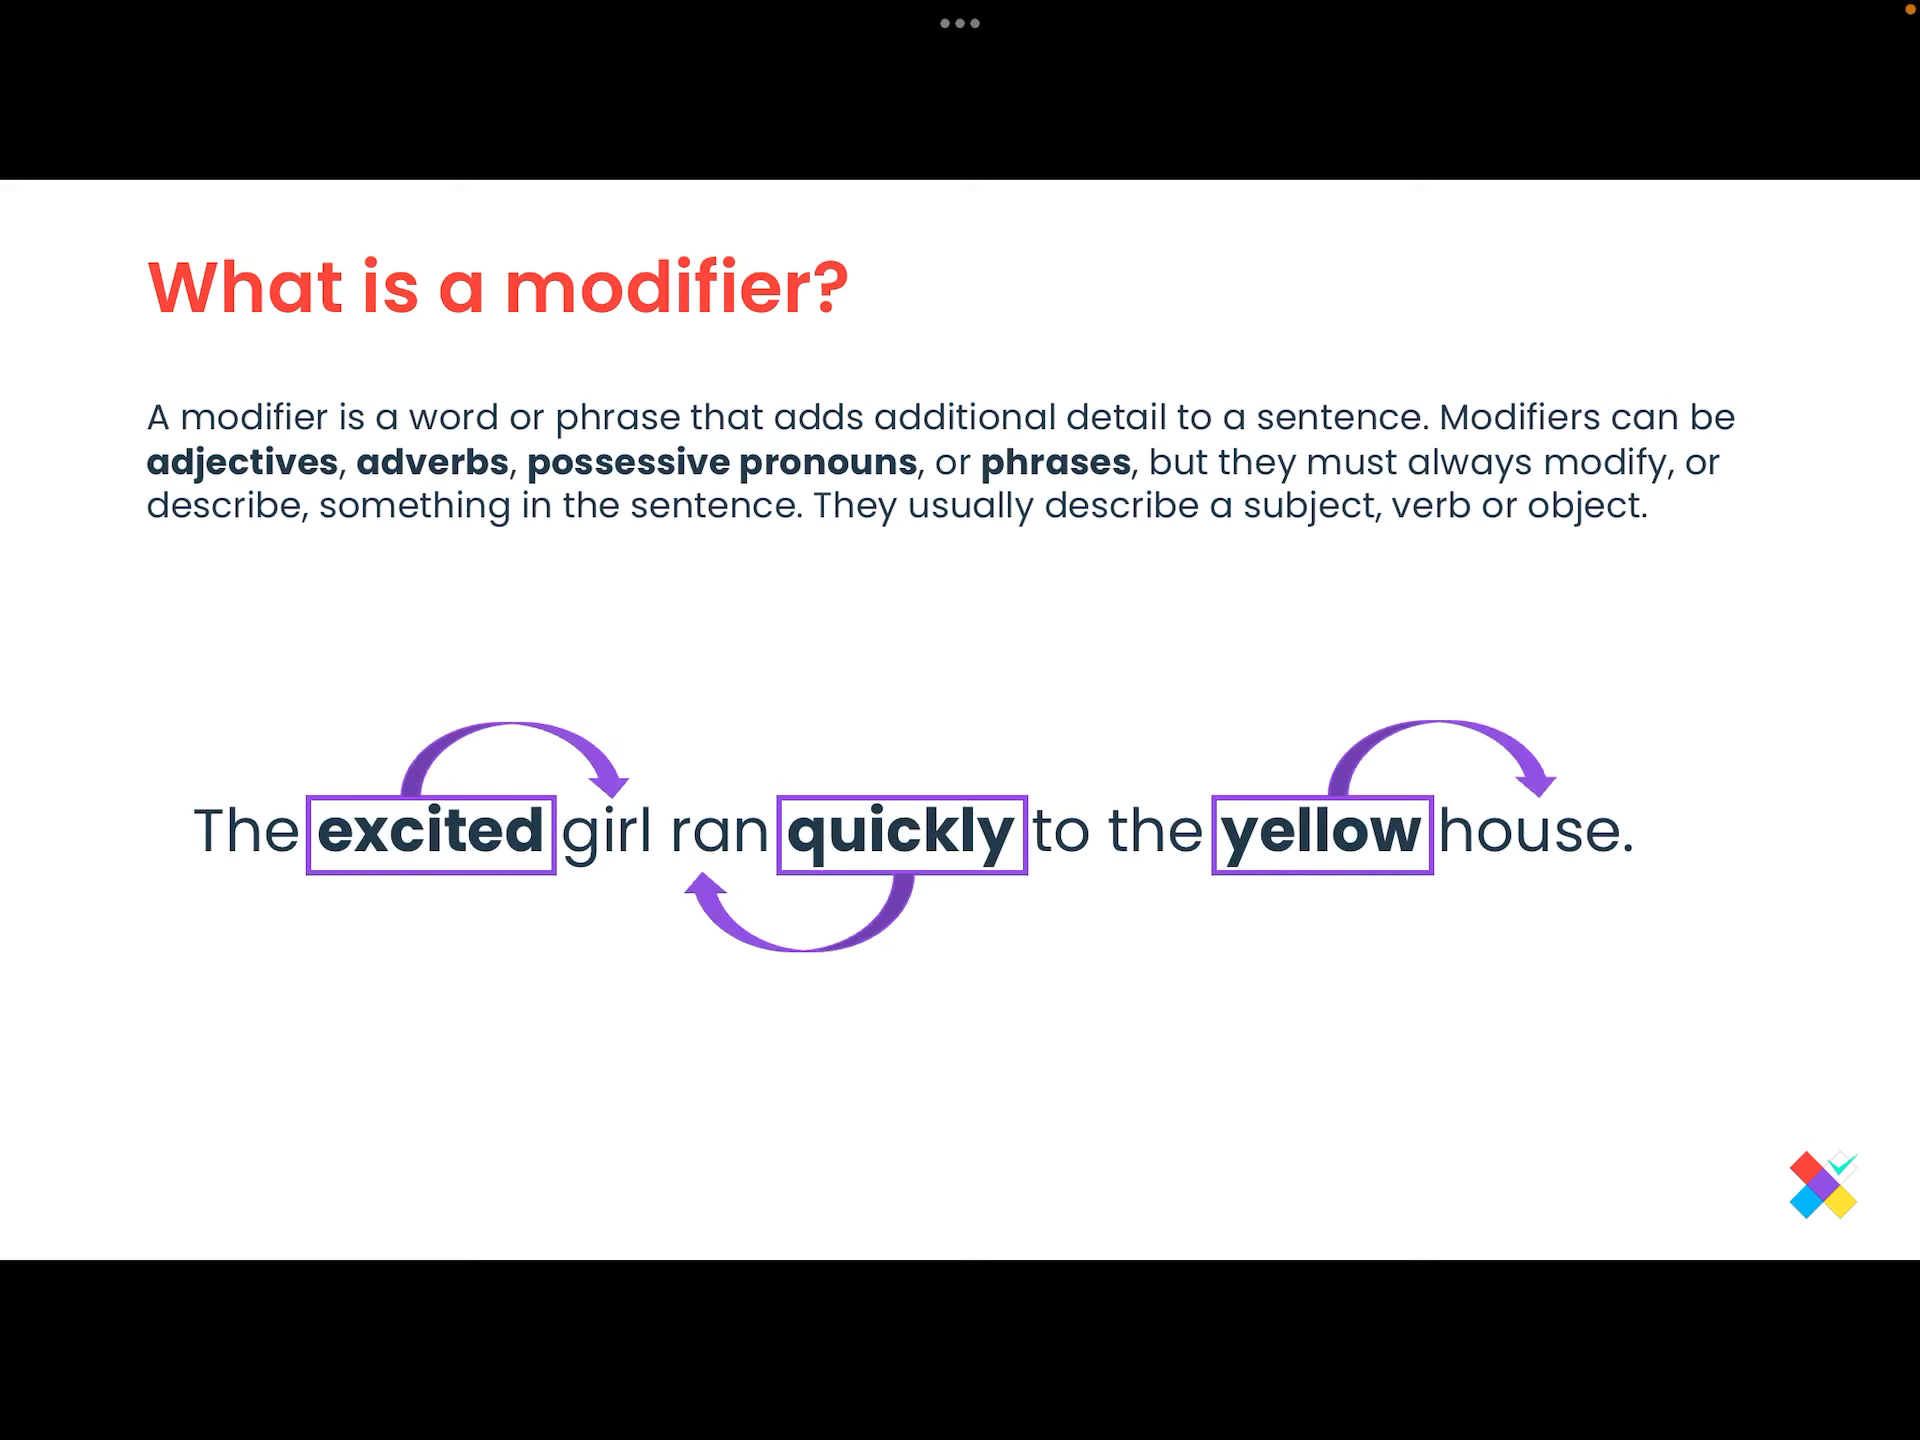 What is a modifier?
A modifier is a word or phrase that adds additional detail to a sentence. Modifiers can be
adjectives, adverbs, possessive pronouns, or phrases, but they must always modify, or
describe, something in the sentence. They usually describe a subject, verb or object.
The excited girl ran quickly to the yellow house.